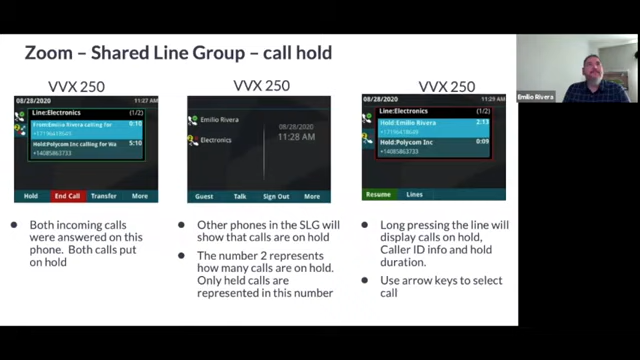 Zoom – Shared Line Group – call hold
VVX 250
08/28/2020 11:27 AM
Line:Electronics (1/2)
From:Emilio Rivera calling for 0:10
Hold:Polycom Inc calling for Wa 5:10
+14085863733
Hold End Call Transfer More
Both incoming calls
were answered on this
phone. Both calls put
on hold
VVX 250
Emilio Rivera
Electronics
08/28/2020
11:28 AM
Guest Talk Sign Out More
Other phones in the SLG will
show that calls are on hold
The number 2 represents
how many calls are on hold.
Only held calls are
represented in this number
VVX 250
08/28/2020 11:29 AM
Line:Electronics (1/2)
Hold:Emilio Rivera 2:13
Hold:Polycom Inc 0:09
+14085863733
Resume Lines
Long pressing the line will
display calls on hold,
Caller ID info and hold
duration.
Use arrow keys to select
call
Emilio Rivera